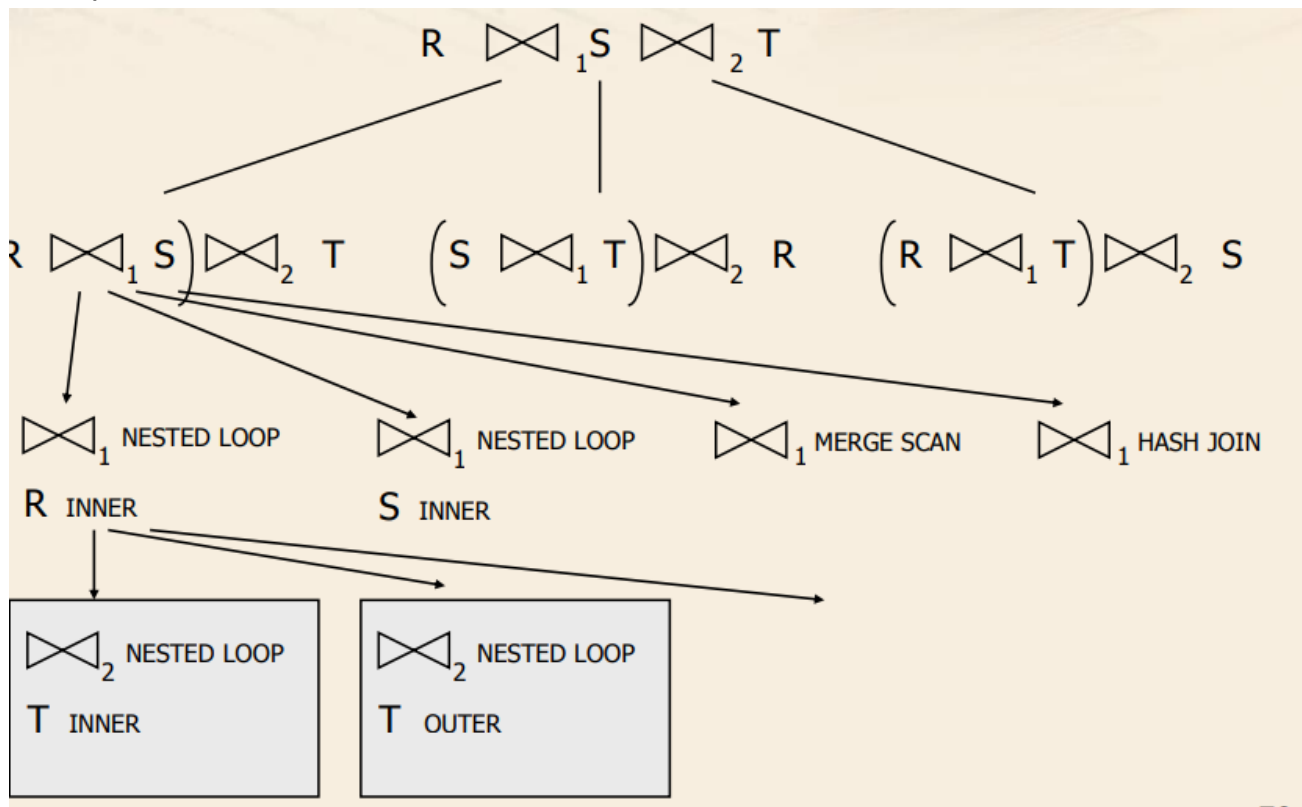 R ⋈ 1 S ⋈ 2 T
R ⋈ 1 S) ⋈ 2 T (S ⋈ 1 T) ⋈ 2 R (R ⋈ 1 T) ⋈ 2 S
⋈ 1 NESTED LOOP ⋈ 1 NESTED LOOP ⋈ 1 MERGE SCAN ⋈ 1 HASH JOIN
R INNER S INNER
⋈ 2 NESTED LOOP ⋈ 2 NESTED LOOP
T INNER T OUTER